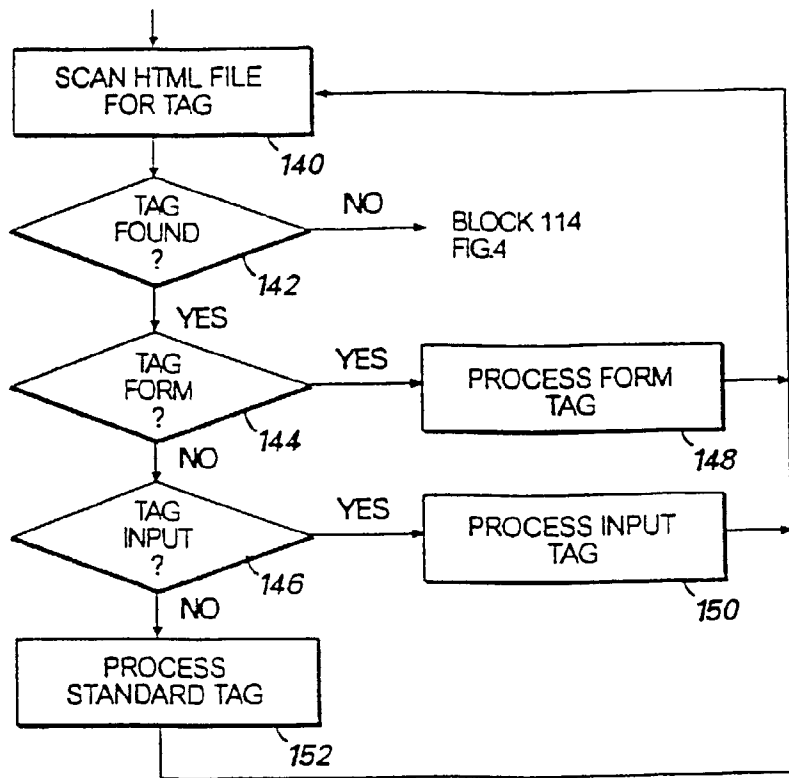 SCAN HTML FILE
FOR TAG
140
TAG
FOUND
?
142
NO
BLOCK 114
FIG.4
YES
TAG
FORM
?
144
YES
PROCESS FORM
TAG
148
NO
TAG
INPUT
?
146
YES
PROCESS INPUT
TAG
150
NO
PROCESS
STANDARD TAG
152